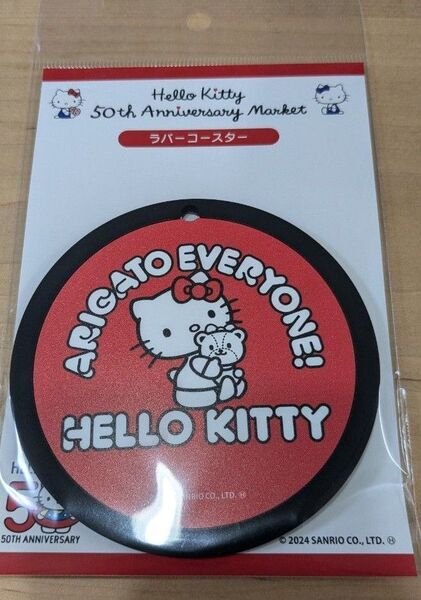 Hello Kitty
50th Anniversary Market
ラバーコースター
ARIGATO EVERYONE!
HELLO KITTY
SANRIO CO., LTD. Ⓗ
50TH ANNIVERSARY
© 2024 SANRIO CO., LTD. Ⓗ